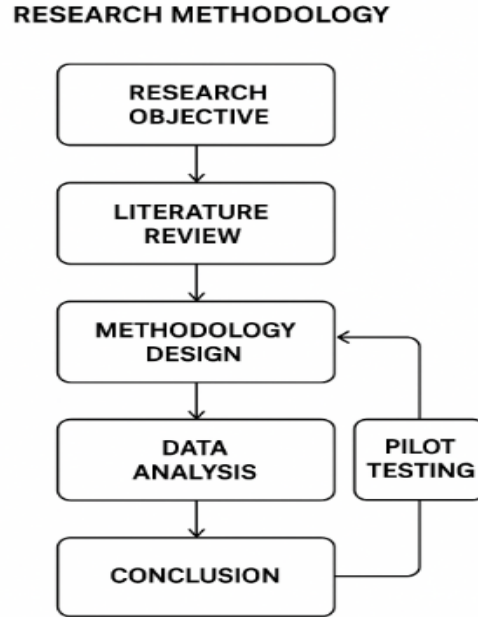 RESEARCH METHODOLOGY
RESEARCH
OBJECTIVE
LITERATURE
REVIEW
METHODOLOGY
DESIGN
DATA
ANALYSIS
PILOT
TESTING
CONCLUSION